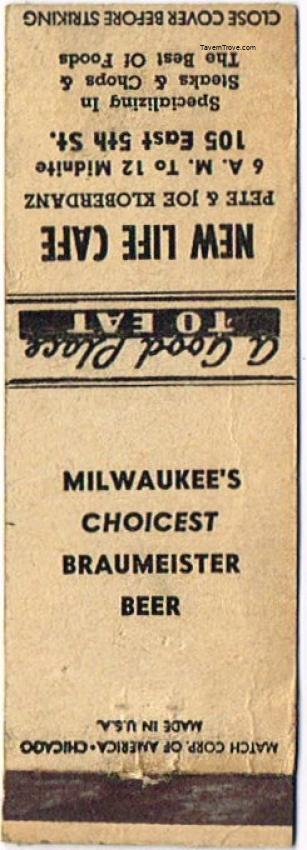 TavernTrove.com
A Good Place
TO EAT
NEW LIFE CAFE
PETE & JOE KLOBERDANZ
6 A. M. To 12 Midnite
105 East 5th St.
Specializing In
Steaks & Chops &
The Best Of Foods
CLOSE COVER BEFORE STRIKING
MILWAUKEE'S
CHOICEST
BRAUMEISTER
BEER
MATCH CORP. OF AMERICA • CHICAGO
MADE IN U.S.A.